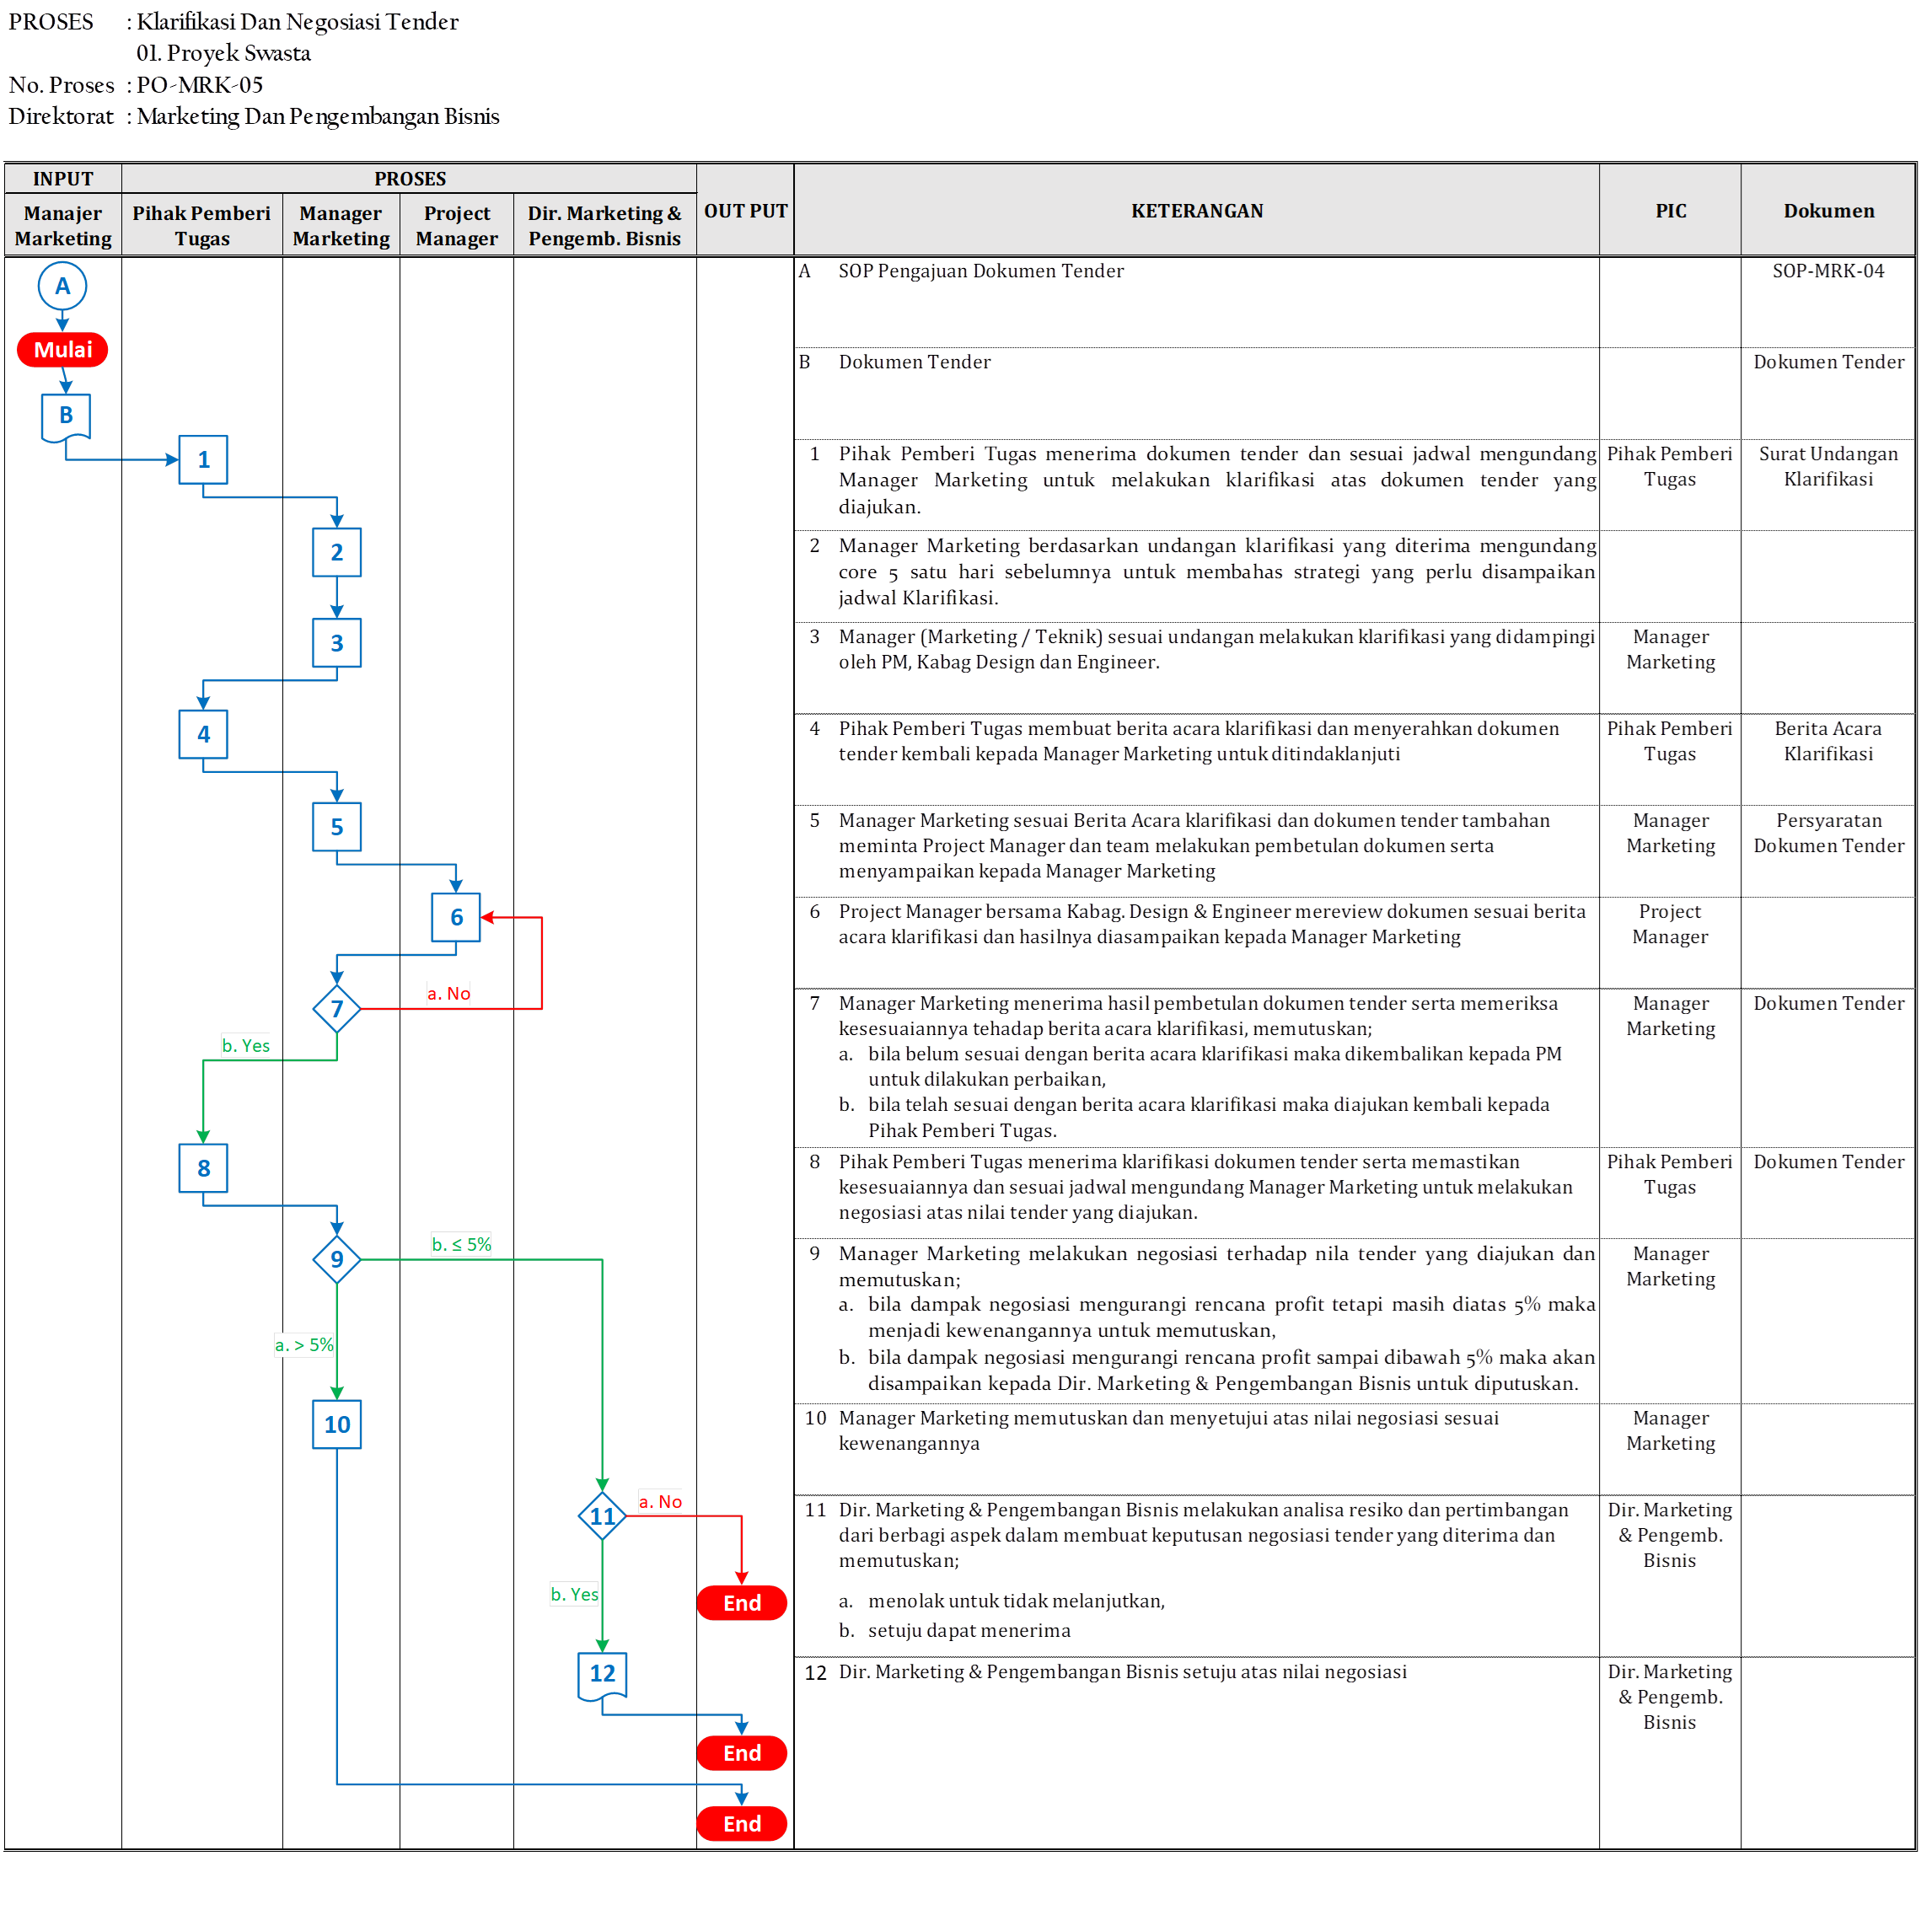 PROSES : Klarifikasi Dan Negosiasi Tender
01. Proyek Swasta
No. Proses : PO-MRK-05
Direktorat : Marketing Dan Pengembangan Bisnis
INPUT
PROSES
OUT PUT
KETERANGAN
PIC
Dokumen
Manajer
Marketing
Pihak Pemberi
Tugas
Manager
Marketing
Project
Manager
Dir. Marketing &
Pengemb. Bisnis
A
Mulai
B
1
2
3
4
5
6
7
a. No
b. Yes
8
9
b. ≤ 5%
a. > 5%
10
11
a. No
End
b. Yes
12
End
End
A SOP Pengajuan Dokumen Tender
SOP-MRK-04
B Dokumen Tender
Dokumen Tender
1 Pihak Pemberi Tugas menerima dokumen tender dan sesuai jadwal mengundang
Manager Marketing untuk melakukan klarifikasi atas dokumen tender yang
diajukan.
Pihak Pemberi
Tugas
Surat Undangan
Klarifikasi
2 Manager Marketing berdasarkan undangan klarifikasi yang diterima mengundang
core 5 satu hari sebelumnya untuk membahas strategi yang perlu disampaikan
jadwal Klarifikasi.
3 Manager (Marketing / Teknik) sesuai undangan melakukan klarifikasi yang didampingi
oleh PM, Kabag Design dan Engineer.
Manager
Marketing
4 Pihak Pemberi Tugas membuat berita acara klarifikasi dan menyerahkan dokumen
tender kembali kepada Manager Marketing untuk ditindaklanjuti
Pihak Pemberi
Tugas
Berita Acara
Klarifikasi
5 Manager Marketing sesuai Berita Acara klarifikasi dan dokumen tender tambahan
meminta Project Manager dan team melakukan pembetulan dokumen serta
menyampaikan kepada Manager Marketing
Manager
Marketing
Persyaratan
Dokumen Tender
6 Project Manager bersama Kabag. Design & Engineer mereview dokumen sesuai berita
acara klarifikasi dan hasilnya diasampaikan kepada Manager Marketing
Project
Manager
7 Manager Marketing menerima hasil pembetulan dokumen tender serta memeriksa
kesesuaiannya tehadap berita acara klarifikasi, memutuskan;
a. bila belum sesuai dengan berita acara klarifikasi maka dikembalikan kepada PM
untuk dilakukan perbaikan,
b. bila telah sesuai dengan berita acara klarifikasi maka diajukan kembali kepada
Pihak Pemberi Tugas.
Manager
Marketing
Dokumen Tender
8 Pihak Pemberi Tugas menerima klarifikasi dokumen tender serta memastikan
kesesuaiannya dan sesuai jadwal mengundang Manager Marketing untuk melakukan
negosiasi atas nilai tender yang diajukan.
Pihak Pemberi
Tugas
Dokumen Tender
9 Manager Marketing melakukan negosiasi terhadap nila tender yang diajukan dan
memutuskan;
a. bila dampak negosiasi mengurangi rencana profit tetapi masih diatas 5% maka
menjadi kewenangannya untuk memutuskan,
b. bila dampak negosiasi mengurangi rencana profit sampai dibawah 5% maka akan
disampaikan kepada Dir. Marketing & Pengembangan Bisnis untuk diputuskan.
Manager
Marketing
10 Manager Marketing memutuskan dan menyetujui atas nilai negosiasi sesuai
kewenangannya
Manager
Marketing
11 Dir. Marketing & Pengembangan Bisnis melakukan analisa resiko dan pertimbangan
dari berbagi aspek dalam membuat keputusan negosiasi tender yang diterima dan
memutuskan;
a. menolak untuk tidak melanjutkan,
b. setuju dapat menerima
Dir. Marketing
& Pengemb.
Bisnis
12 Dir. Marketing & Pengembangan Bisnis setuju atas nilai negosiasi
Dir. Marketing
& Pengemb.
Bisnis